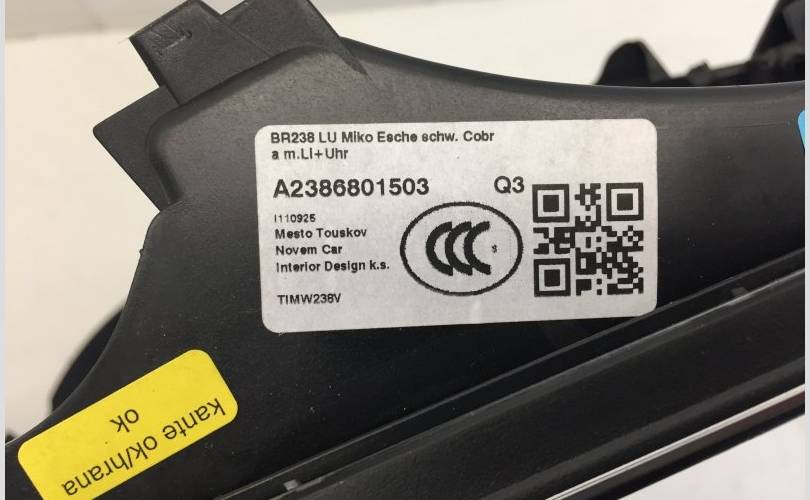 BR238 LU Miko Esche schw. Cobr
a m.LI+Uhr
A2386801503 Q3
I110925
Mesto Touskov
Novem Car
Interior Design k.s.
CCC S
TIMW238V
kante ok/hrana
ok